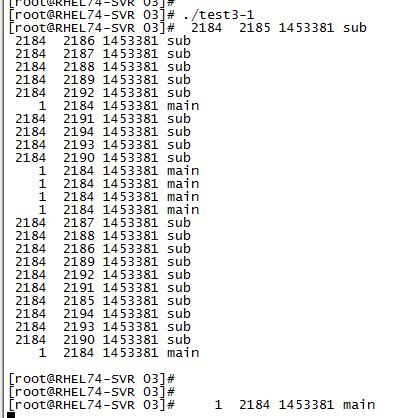 [root@RHEL74-SVR 03]#
[root@RHEL74-SVR 03]# ./test3-1
[root@RHEL74-SVR 03]#  2184  2185 1453381 sub
 2184  2186 1453381 sub
 2184  2187 1453381 sub
 2184  2188 1453381 sub
 2184  2189 1453381 sub
 2184  2192 1453381 sub
    1  2184 1453381 main
 2184  2191 1453381 sub
 2184  2194 1453381 sub
 2184  2193 1453381 sub
 2184  2190 1453381 sub
    1  2184 1453381 main
    1  2184 1453381 main
    1  2184 1453381 main
    1  2184 1453381 main
 2184  2187 1453381 sub
 2184  2188 1453381 sub
 2184  2186 1453381 sub
 2184  2189 1453381 sub
 2184  2192 1453381 sub
 2184  2191 1453381 sub
 2184  2185 1453381 sub
 2184  2194 1453381 sub
 2184  2193 1453381 sub
 2184  2190 1453381 sub
    1  2184 1453381 main
[root@RHEL74-SVR 03]#
[root@RHEL74-SVR 03]#
[root@RHEL74-SVR 03]#     1  2184 1453381 main